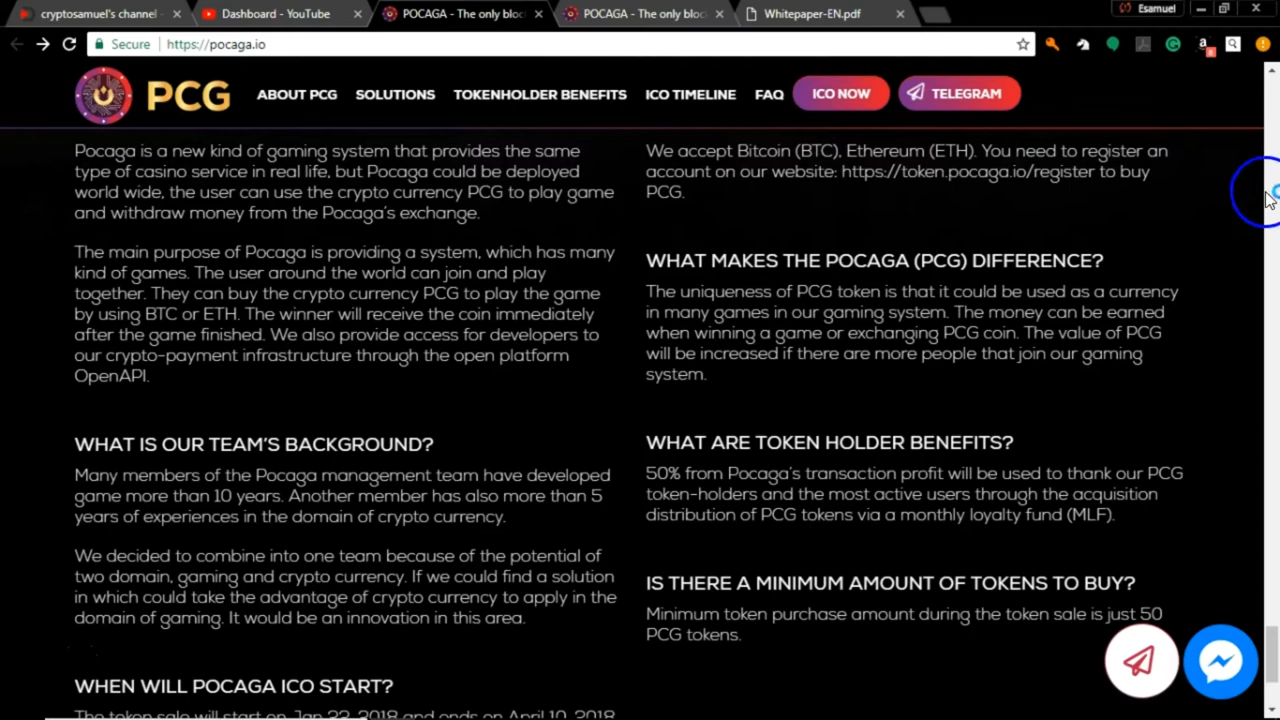 cryptosamuel's channel
Dashboard - YouTube
POCAGA - The only bloc
POCAGA - The only bloc
Whitepaper-EN.pdf
Esamuel
Secure
https://pocaga.io
PCG
ABOUT PCG
SOLUTIONS
TOKENHOLDER BENEFITS
ICO TIMELINE
FAQ
ICO NOW
TELEGRAM
Pocaga is a new kind of gaming system that provides the same
type of casino service in real life, but Pocaga could be deployed
world wide, the user can use the crypto currency PCG to play game
and withdraw money from the Pocaga's exchange.
The main purpose of Pocaga is providing a system, which has many
kind of games. The user around the world can join and play
together. They can buy the crypto currency PCG to play the game
by using BTC or ETH. The winner will receive the coin immediately
after the game finished. We also provide access for developers to
our crypto-payment infrastructure through the open platform
OpenAPI.
WHAT IS OUR TEAM'S BACKGROUND?
Many members of the Pocaga management team have developed
game more than 10 years. Another member has also more than 5
years of experiences in the domain of crypto currency.
We decided to combine into one team because of the potential of
two domain, gaming and crypto currency. If we could find a solution
in which could take the advantage of crypto currency to apply in the
domain of gaming. It would be an innovation in this area.
WHEN WILL POCAGA ICO START?
The token sale will start on Jan 22, 2018 and ends on April 10, 2018
We accept Bitcoin (BTC), Ethereum (ETH). You need to register an
account on our website: https://token.pocaga.io/register to buy
PCG.
WHAT MAKES THE POCAGA (PCG) DIFFERENCE?
The uniqueness of PCG token is that it could be used as a currency
in many games in our gaming system. The money can be earned
when winning a game or exchanging PCG coin. The value of PCG
will be increased if there are more people that join our gaming
system.
WHAT ARE TOKEN HOLDER BENEFITS?
50% from Pocaga's transaction profit will be used to thank our PCG
token-holders and the most active users through the acquisition
distribution of PCG tokens via a monthly loyalty fund (MLF).
IS THERE A MINIMUM AMOUNT OF TOKENS TO BUY?
Minimum token purchase amount during the token sale is just 50
PCG tokens.